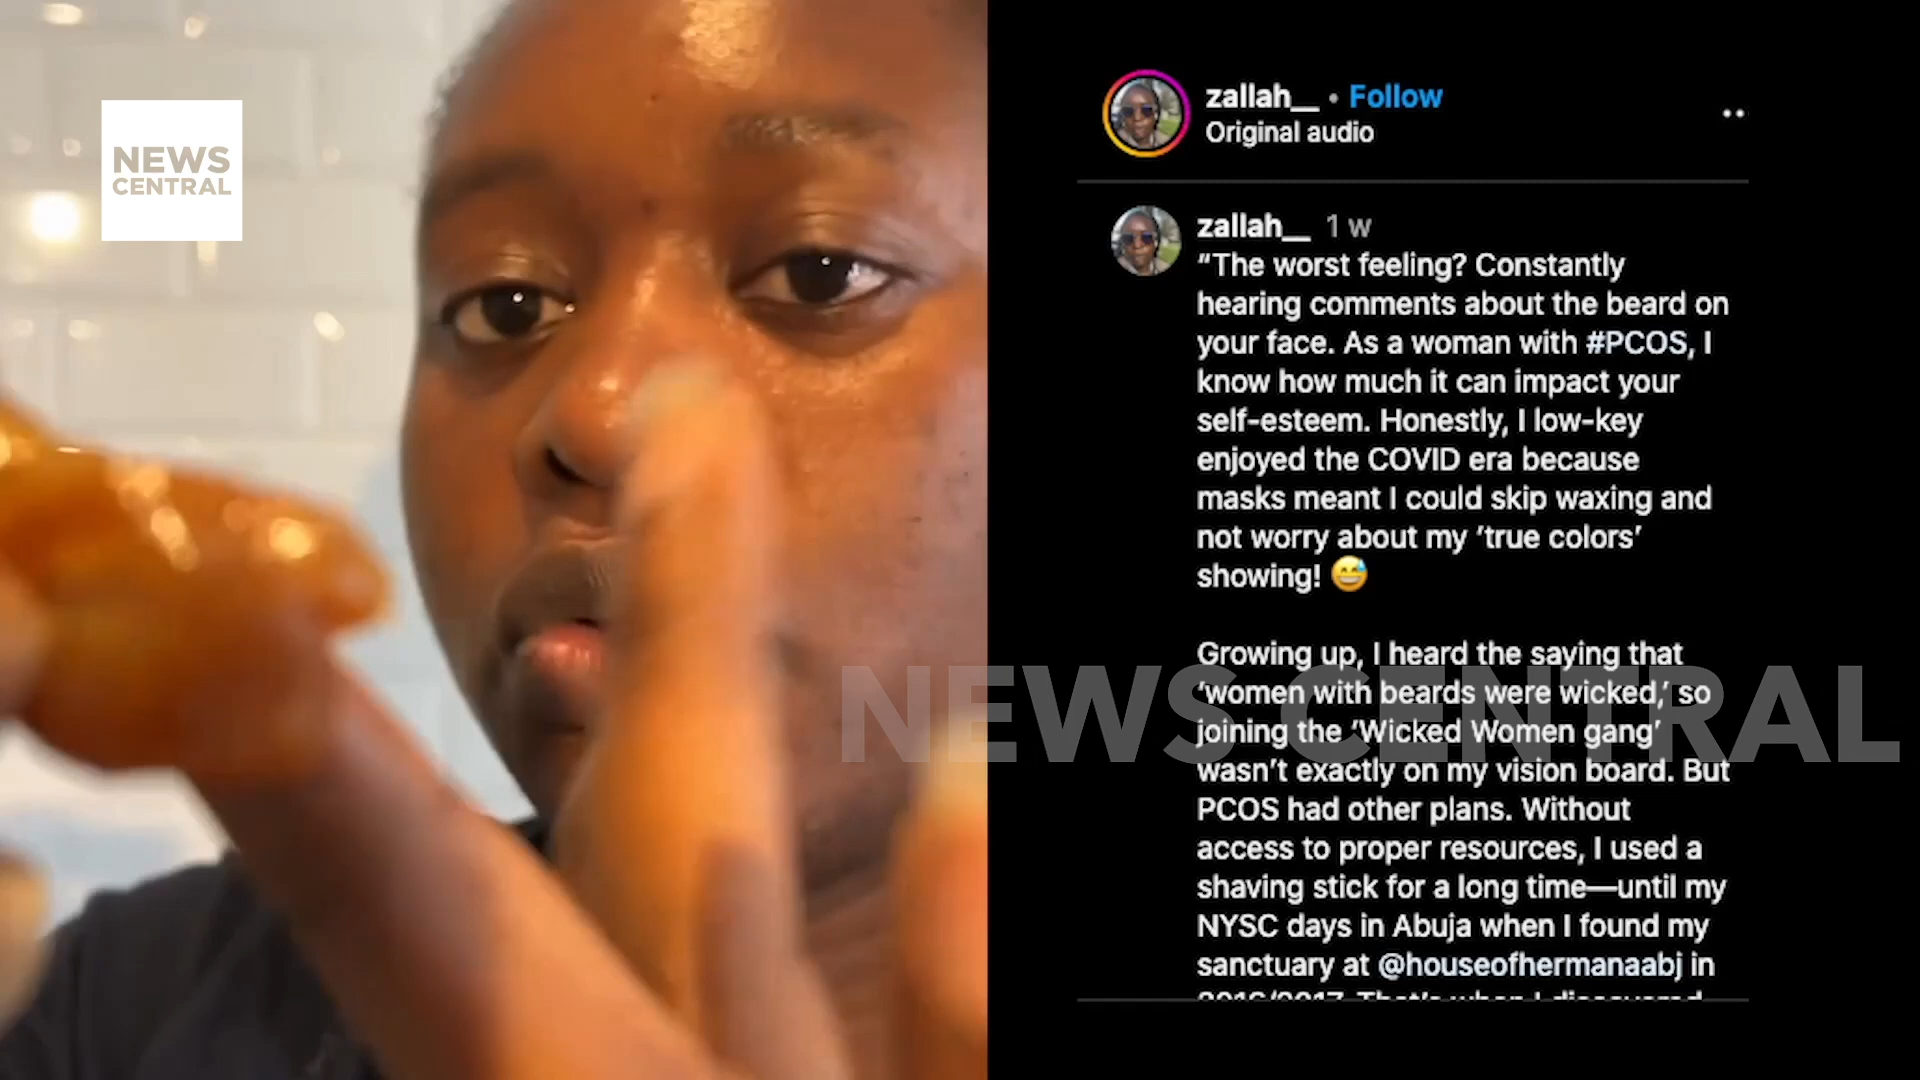 NEWS
CENTRAL
zallah__ • Follow
Original audio
zallah__ 1 w
“The worst feeling? Constantly
hearing comments about the beard on
your face. As a woman with #PCOS, I
know how much it can impact your
self-esteem. Honestly, I low-key
enjoyed the COVID era because
masks meant I could skip waxing and
not worry about my ‘true colors’
showing! 😅
Growing up, I heard the saying that
‘women with beards were wicked,’ so
joining the ‘Wicked Women gang’
wasn’t exactly on my vision board. But
PCOS had other plans. Without
access to proper resources, I used a
shaving stick for a long time—until my
NYSC days in Abuja when I found my
sanctuary at @houseofhermanaabj in
2016/2017. That’s when I discovered
NEWS CENTRAL